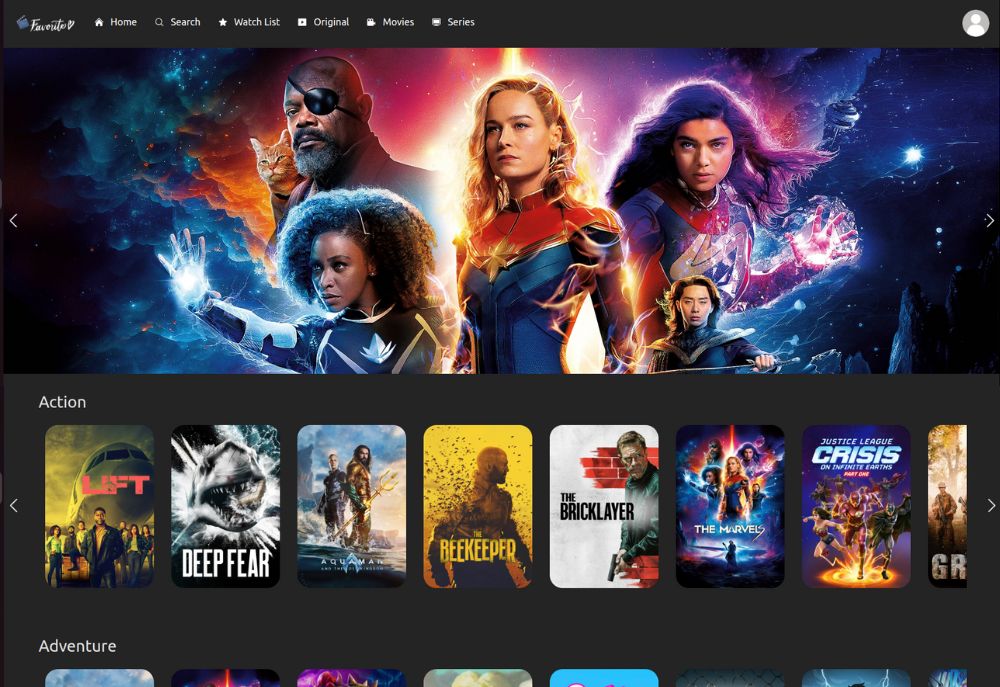 Favorite
Home
Search
Watch List
Original
Movies
Series
Action
LIFT
DEEP FEAR
AQUAMAN
AND THE LOST KINGDOM
THE
BEEKEEPER
THE
BRICKLAYER
THE MARVELS
JUSTICE LEAGUE
CRISIS
ON INFINITE EARTHS
PART ONE
GR
Adventure